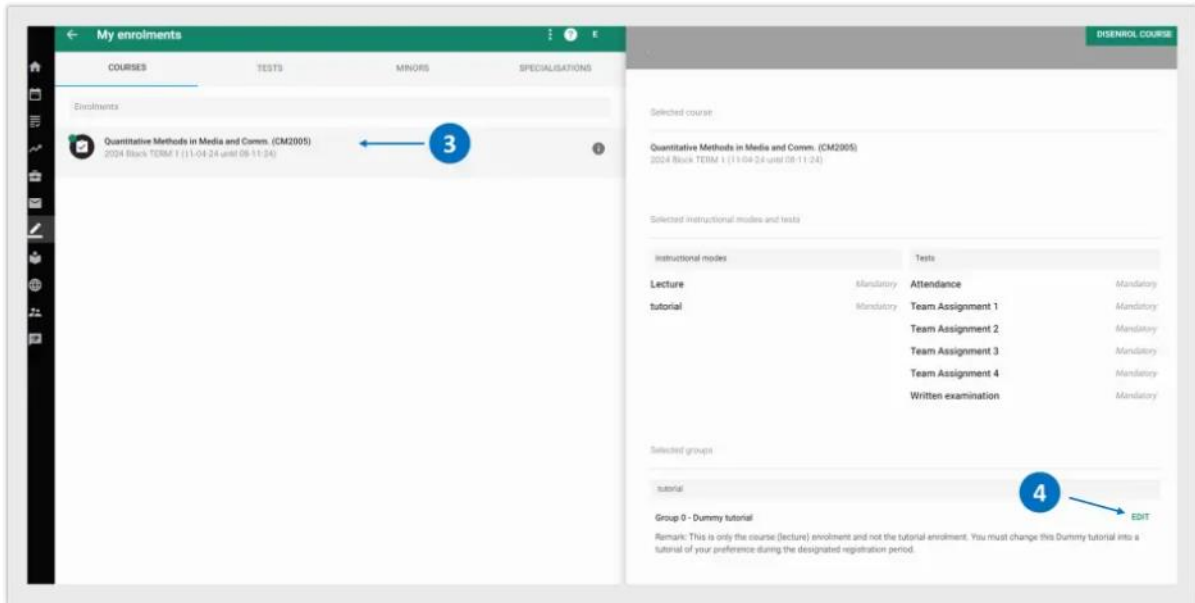 My enrolments
DISENROL COURSE
COURSES
TESTS
MINORS
SPECIALISATIONS
Enrolments
Quantitative Methods in Media and Comm. (CM2005)
2024 Block TERM 1 (11-04-24 until 08-11-24)
3
Selected course
Quantitative Methods in Media and Comm. (CM2005)
2024 Block TERM 1 (11-04-24 until 08-11-24)
Selected instructional modes and tests
Instructional modes
Tests
Lecture Mandatory
Attendance Mandatory
tutorial Mandatory
Team Assignment 1 Mandatory
Team Assignment 2 Mandatory
Team Assignment 3 Mandatory
Team Assignment 4 Mandatory
Written examination Mandatory
Selected groups
tutorial
4
Group 0 - Dummy tutorial
EDIT
Remark: This is only the course (lecture) enrolment and not the tutorial enrolment. You must change this Dummy tutorial into a
tutorial of your preference during the designated registration period.